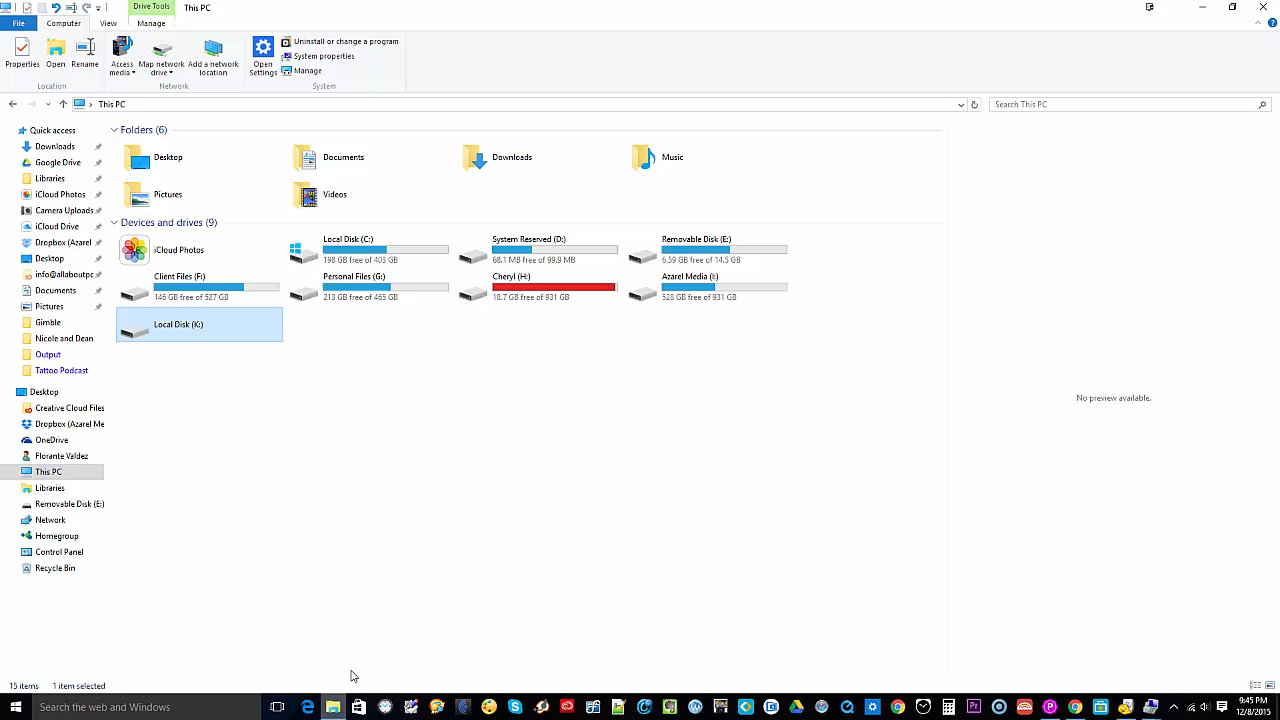 Drive Tools This PC
File Computer View Manage
Properties Open Rename Access media Map network drive Add a network location Open Settings
Uninstall or change a program
System properties
Manage
Location Network System
This PC Search This PC
Quick access
Downloads
Google Drive
Libraries
iCloud Photos
Camera Uploads
iCloud Drive
Dropbox (Azarel
Desktop
info@allaboutpc
Documents
Pictures
Gimble
Nicole and Dean
Output
Tattoo Podcast
Desktop
Creative Cloud Files
Dropbox (Azarel Me
OneDrive
Florante Valdez
This PC
Libraries
Removable Disk (E:)
Network
Homegroup
Control Panel
Recycle Bin
Folders (6)
Desktop Documents Downloads Music
Pictures Videos
Devices and drives (9)
iCloud Photos
Local Disk (C:)
198 GB free of 403 GB
System Reserved (D:)
68.1 MB free of 99.9 MB
Removable Disk (E:)
6.59 GB free of 14.5 GB
Client Files (F:)
146 GB free of 527 GB
Personal Files (G:)
213 GB free of 465 GB
Cheryl (H:)
18.7 GB free of 931 GB
Azarel Media (I:)
528 GB free of 931 GB
Local Disk (K:)
No preview available.
15 items 1 item selected
Search the web and Windows
9:45 PM
12/8/2015